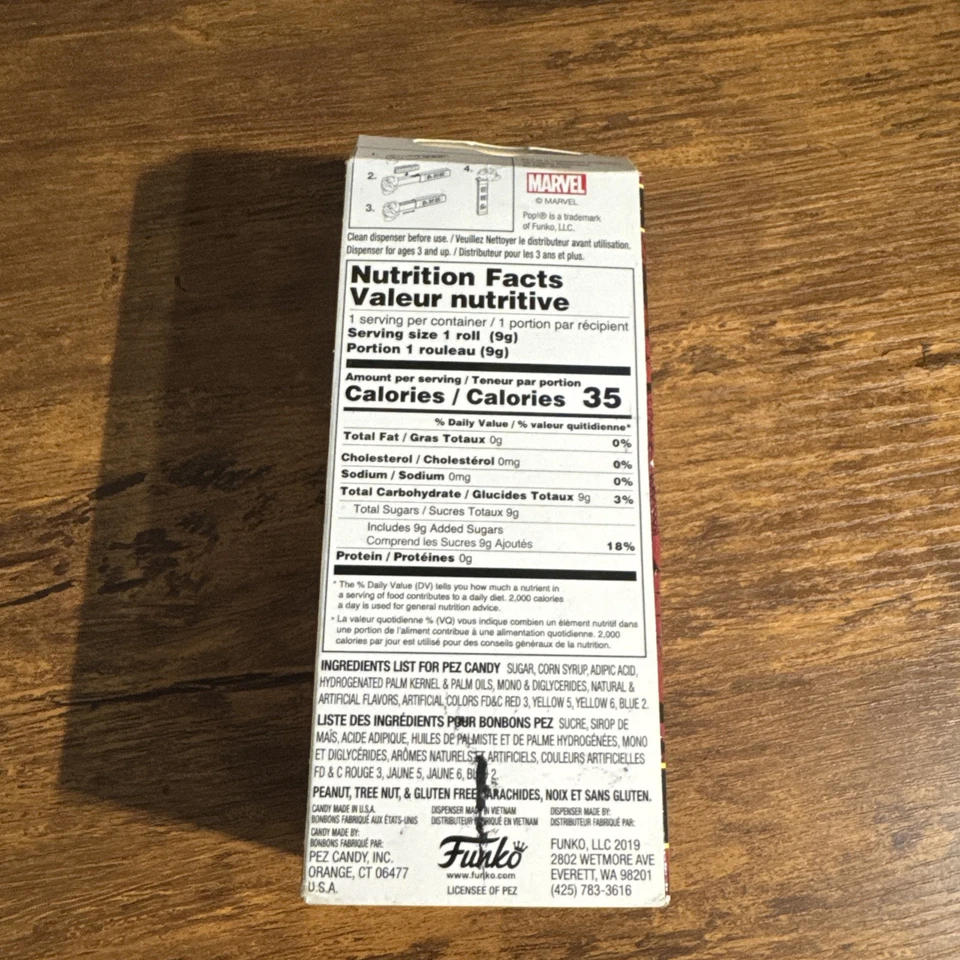 2.
4.
3.
MARVEL
© MARVEL
Pop!® is a trademark
of Funko, LLC.
Clean dispenser before use. / Veuillez Nettoyer le distributeur avant utilisation.
Dispenser for ages 3 and up. / Distributeur pour les 3 ans et plus.
Nutrition Facts
Valeur nutritive
1 serving per container / 1 portion par récipient
Serving size 1 roll (9g)
Portion 1 rouleau (9g)
Amount per serving / Teneur par portion
Calories / Calories 35
% Daily Value / % valeur quitidienne*
Total Fat / Gras Totaux 0g 0%
Cholesterol / Cholestérol 0mg 0%
Sodium / Sodium 0mg 0%
Total Carbohydrate / Glucides Totaux 9g 3%
Total Sugars / Sucres Totaux 9g
Includes 9g Added Sugars
Comprend les Sucres 9g Ajoutés 18%
Protein / Protéines 0g
* The % Daily Value (DV) tells you how much a nutrient in
a serving of food contributes to a daily diet. 2,000 calories
a day is used for general nutrition advice.
* La valeur quotidienne % (VQ) vous indique combien un élément nutritif dans
une portion de l'aliment contribue à une alimentation quotidienne. 2,000
calories par jour est utilisé pour des conseils généraux de la nutrition.
INGREDIENTS LIST FOR PEZ CANDY SUGAR, CORN SYRUP, ADIPIC ACID,
HYDROGENATED PALM KERNEL & PALM OILS, MONO & DIGLYCERIDES, NATURAL &
ARTIFICIAL FLAVORS, ARTIFICIAL COLORS FD&C RED 3, YELLOW 5, YELLOW 6, BLUE 2.
LISTE DES INGRÉDIENTS POUR BONBONS PEZ SUCRE, SIROP DE
MAÏS, ACIDE ADIPIQUE, HUILES DE PALMISTE ET DE PALME HYDROGÉNÉES, MONO
ET DIGLYCÉRIDES, ARÔMES NATURELS ET ARTIFICIELS, COULEURS ARTIFICIELLES
FD & C ROUGE 3, JAUNE 5, JAUNE 6, 2.
PEANUT, TREE NUT, & GLUTEN FREE ARACHIDES, NOIX ET SANS GLUTEN.
CANDY MADE IN U.S.A. DISPENSER MADE IN VIETNAM DISPENSER MADE BY:
BONBONS FABRIQUÉ AUX ÉTATS-UNIS DISTRIBUTEUR EN VIETNAM DISTRIBUTEUR FABRIQUÉ PAR:
CANDY MADE BY:
BONBONS FABRIQUÉ PAR:
PEZ CANDY, INC.
ORANGE, CT 06477
U.S.A.
Funko
www.funko.com
LICENSEE OF PEZ
FUNKO, LLC 2019
2802 WETMORE AVE
EVERETT, WA 98201
(425) 783-3616